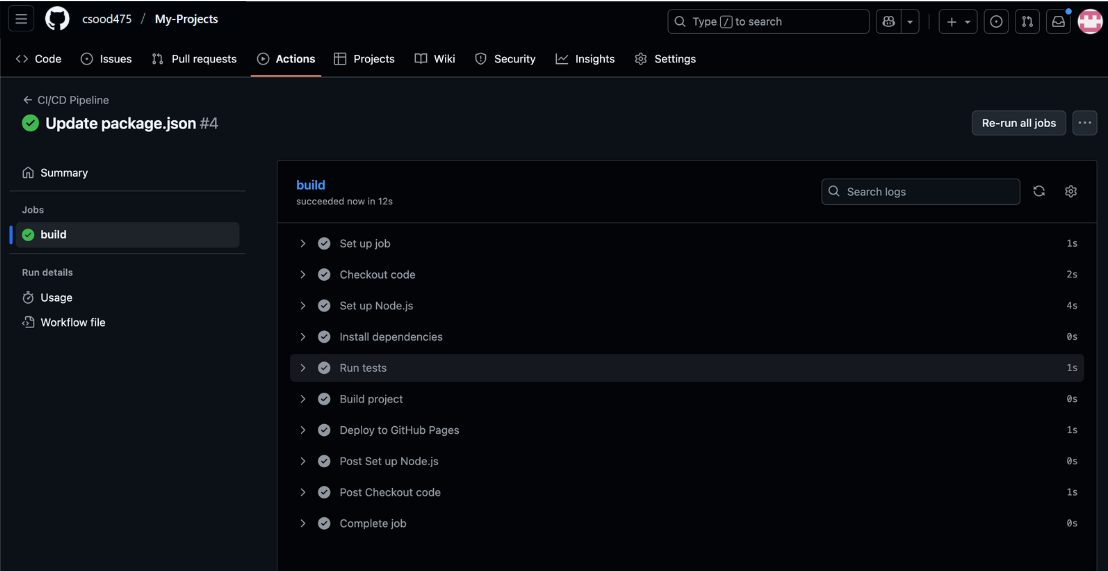 csood475 / My-Projects
Type / to search
Code Issues Pull requests Actions Projects Wiki Security Insights Settings
← CI/CD Pipeline
Update package.json #4
Re-run all jobs
Summary
Jobs
build
Run details
Usage
Workflow file
build
succeeded now in 12s
Search logs
Set up job 1s
Checkout code 2s
Set up Node.js 4s
Install dependencies 0s
Run tests 1s
Build project 0s
Deploy to GitHub Pages 1s
Post Set up Node.js 0s
Post Checkout code 1s
Complete job 0s